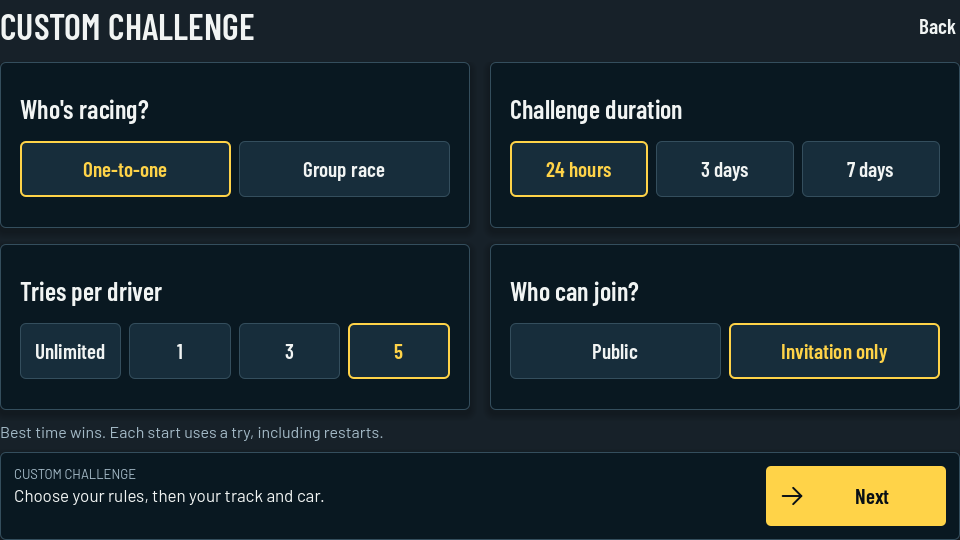 CUSTOM CHALLENGE
Back
Who's racing?
One-to-one
Group race
Challenge duration
24 hours
3 days
7 days
Tries per driver
Unlimited
1
3
5
Who can join?
Public
Invitation only
Best time wins. Each start uses a try, including restarts.
CUSTOM CHALLENGE
Choose your rules, then your track and car.
Next